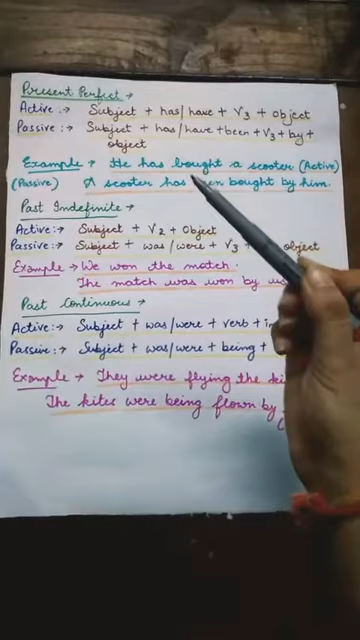 Present Perfect →
Active :→ Subject + has/have + V3 + Object
Passive :→ Subject + has/have + been + V3 + by +
object
Example → He has bought a scooter (Active)
(Passive) A scooter has been bought by him.
Past Indefinite →
Active :→ Subject + V2 + Object
Passive :→ Subject + was/were + V3 + object
Example → We won the match.
The match was won by us
Past Continuous →
Active :→ Subject + was/were + verb +
Passive :→ Subject + was/were + being +
Example → They were flying the
The kites were being flown by